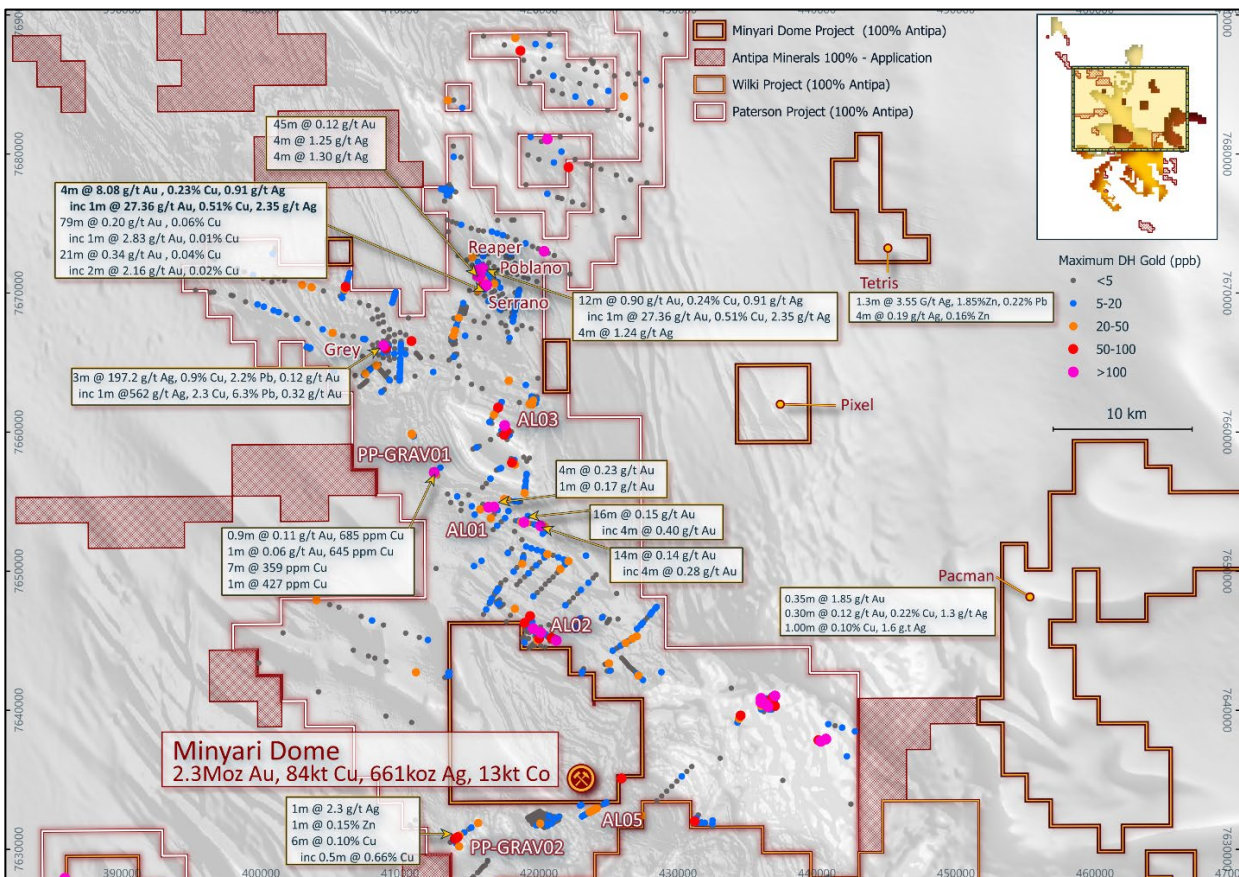 390000 400000 410000 420000 430000 440000 450000 460000
7690000
7680000
7670000
7660000
7650000
7640000
7630000
Minyari Dome Project (100% Antipa)
Antipa Minerals 100% - Application
Wilki Project (100% Antipa)
Paterson Project (100% Antipa)
45m @ 0.12 g/t Au
4m @ 1.25 g/t Ag
4m @ 1.30 g/t Ag
4m @ 8.08 g/t Au , 0.23% Cu, 0.91 g/t Ag
inc 1m @ 27.36 g/t Au, 0.51% Cu, 2.35 g/t Ag
79m @ 0.20 g/t Au , 0.06% Cu
inc 1m @ 2.83 g/t Au, 0.01% Cu
21m @ 0.34 g/t Au , 0.04% Cu
inc 2m @ 2.16 g/t Au, 0.02% Cu
Reaper
Poblano
Serrano
12m @ 0.90 g/t Au, 0.24% Cu, 0.91 g/t Ag
inc 1m @ 27.36 g/t Au, 0.51% Cu, 2.35 g/t Ag
4m @ 1.24 g/t Ag
Tetris
1.3m @ 3.55 G/t Ag, 1.85%Zn, 0.22% Pb
4m @ 0.19 g/t Ag, 0.16% Zn
Maximum DH Gold (ppb)
<5
5-20
20-50
50-100
>100
10 km
Grey
3m @ 197.2 g/t Ag, 0.9% Cu, 2.2% Pb, 0.12 g/t Au
inc 1m @562 g/t Ag, 2.3 Cu, 6.3% Pb, 0.32 g/t Au
Pixel
AL03
PP-GRAV01
4m @ 0.23 g/t Au
1m @ 0.17 g/t Au
AL01
16m @ 0.15 g/t Au
inc 4m @ 0.40 g/t Au
0.9m @ 0.11 g/t Au, 685 ppm Cu
1m @ 0.06 g/t Au, 645 ppm Cu
7m @ 359 ppm Cu
1m @ 427 ppm Cu
14m @ 0.14 g/t Au
inc 4m @ 0.28 g/t Au
Pacman
0.35m @ 1.85 g/t Au
0.30m @ 0.12 g/t Au, 0.22% Cu, 1.3 g/t Ag
1.00m @ 0.10% Cu, 1.6 g.t Ag
AL02
Minyari Dome
2.3Moz Au, 84kt Cu, 661koz Ag, 13kt Co
1m @ 2.3 g/t Ag
1m @ 0.15% Zn
6m @ 0.10% Cu
inc 0.5m @ 0.66% Cu
AL05
PP-GRAV02
7680000
7670000
7660000
7650000
7640000
390000 400000 410000 420000 430000 440000 450000 460000